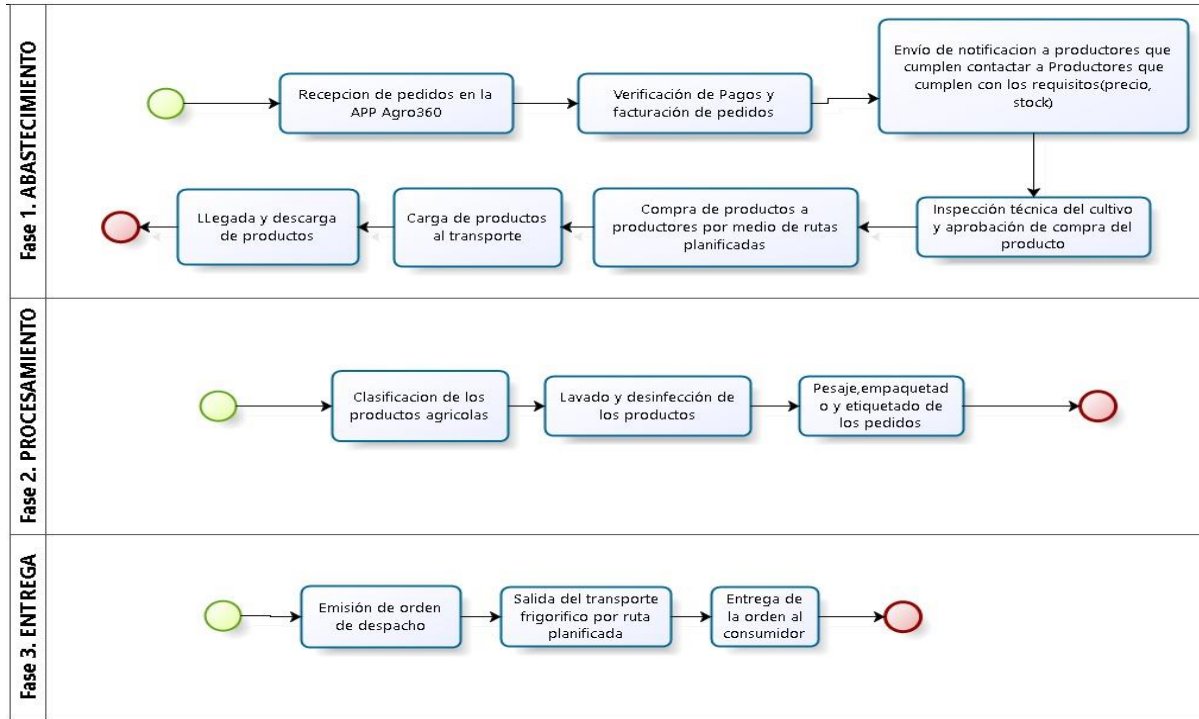 Fase 1. ABASTECIMIENTO
Recepcion de pedidos en la
APP Agro360
Verificación de Pagos y
facturación de pedidos
Envío de notificacion a productores que
cumplen contactar a Productores que
cumplen con los requisitos(precio,
stock)
Inspección técnica del cultivo
y aprobación de compra del
producto
Compra de productos a
productores por medio de rutas
planificadas
Carga de productos
al transporte
LLegada y descarga
de productos
Fase 2. PROCESAMIENTO
Clasificacion de los
productos agricolas
Lavado y desinfección de
los productos
Pesaje,empaquetad
o y etiquetado de
los pedidos
Fase 3. ENTREGA
Emisión de orden
de despacho
Salida del transporte
frigorifico por ruta
planificada
Entrega de
la orden al
consumidor